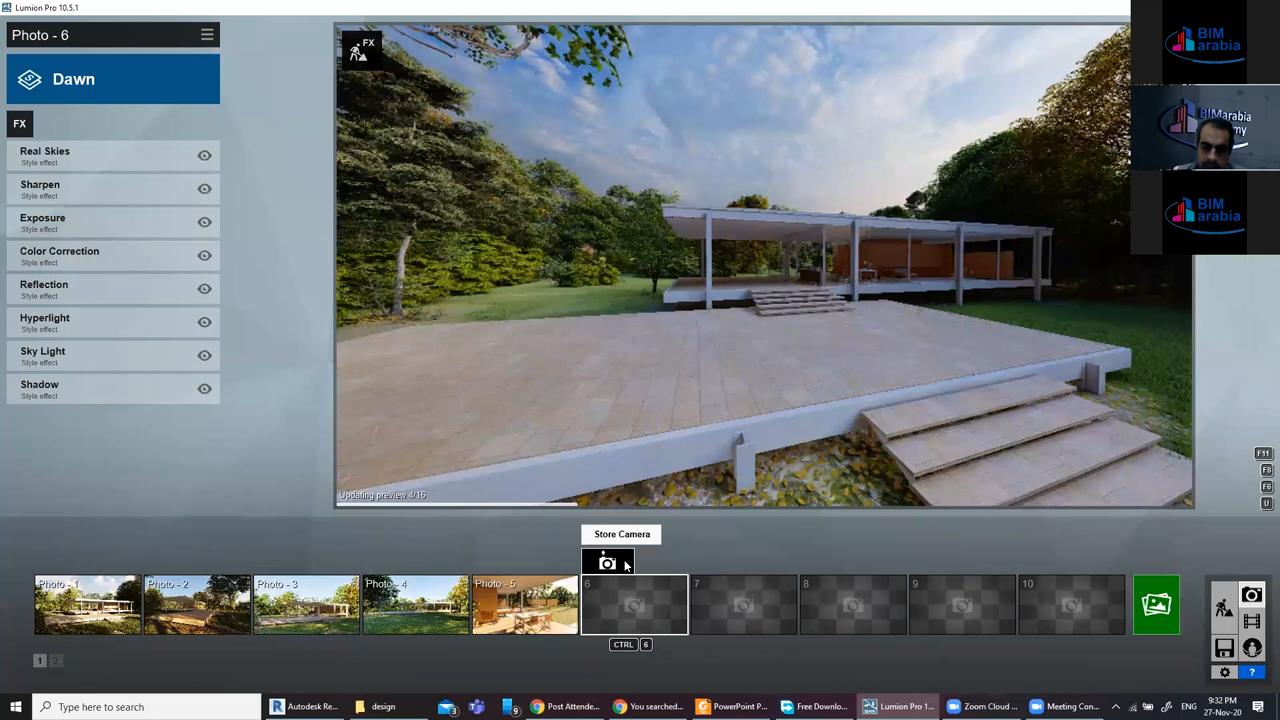 Lumion Pro 10.5.1
Photo - 6
Dawn
FX
Real Skies
Style effect
Sharpen
Style effect
Exposure
Style effect
Color Correction
Style effect
Reflection
Style effect
Hyperlight
Style effect
Sky Light
Style effect
Shadow
Style effect
FX
Updating preview 4/16
BIM
arabia
BIMarabia
BIM
arabia
F11
F8
F6
U
Store Camera
Photo - 1
Photo - 2
Photo - 3
Photo - 4
Photo - 5
6
7
8
9
10
CTRL 6
1 2
?
Type here to search
Autodesk Re...
design
3
9
Post Attende...
You searched...
PowerPoint P...
Free Downlo...
Lumion Pro 1...
Zoom Cloud ...
Meeting Con...
ENG
9:32 PM
27-Nov-20